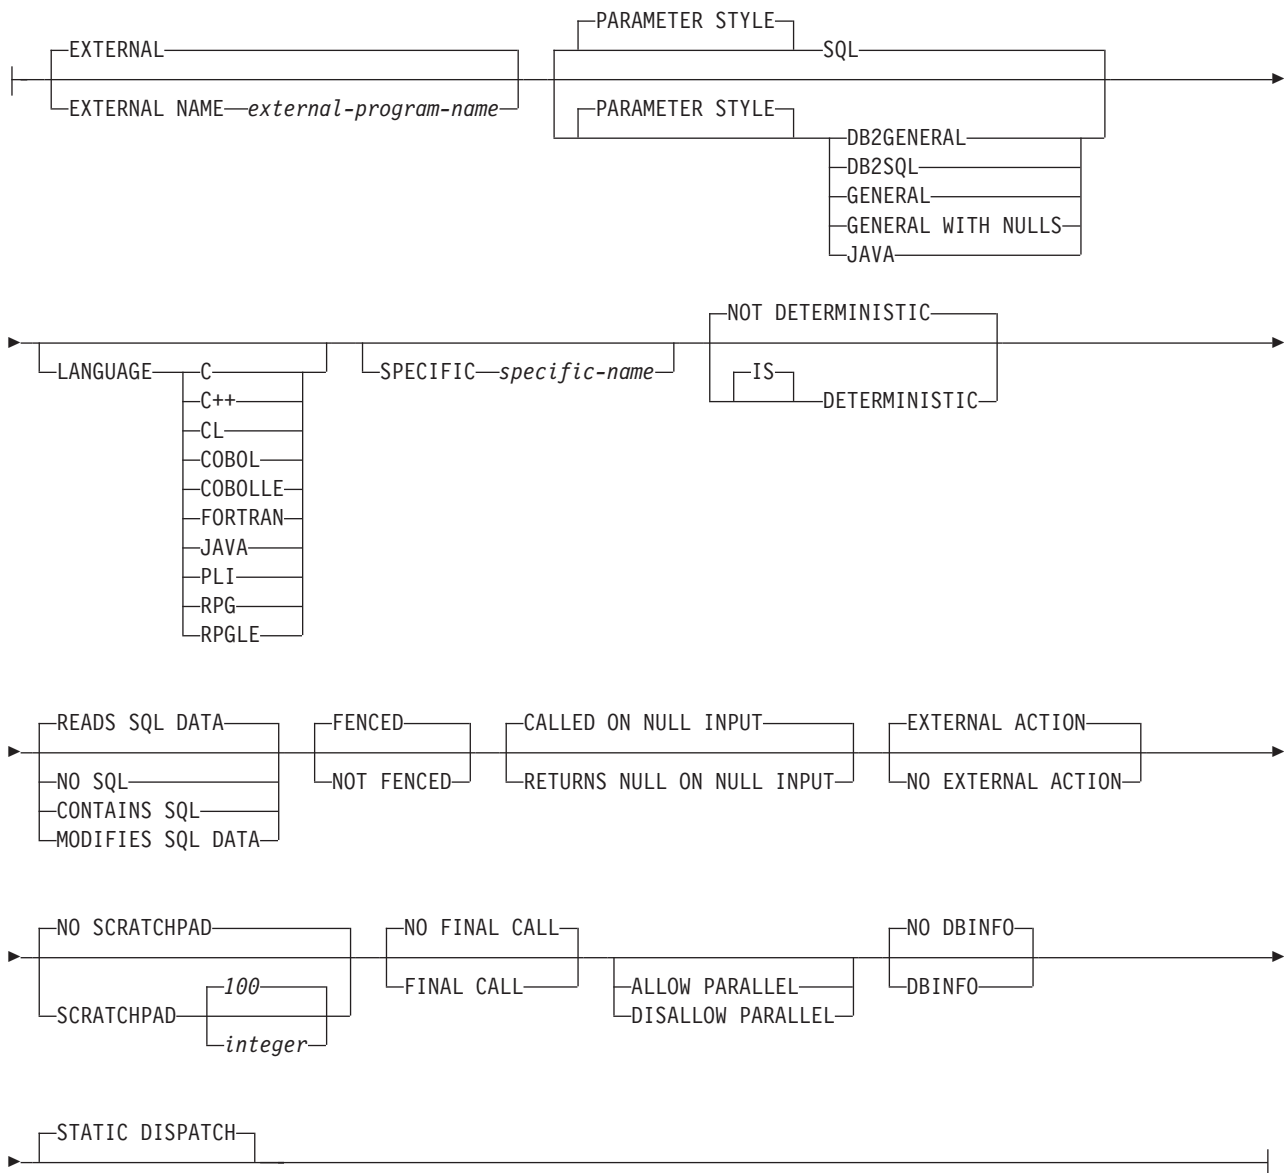 EXTERNAL
EXTERNAL NAME external-program-name
PARAMETER STYLE
SQL
PARAMETER STYLE
DB2GENERAL
DB2SQL
GENERAL
GENERAL WITH NULLS
JAVA
LANGUAGE
C
C++
CL
COBOL
COBOLLE
FORTRAN
JAVA
PLI
RPG
RPGLE
SPECIFIC specific-name
NOT DETERMINISTIC
IS
DETERMINISTIC
READS SQL DATA
NO SQL
CONTAINS SQL
MODIFIES SQL DATA
FENCED
NOT FENCED
CALLED ON NULL INPUT
RETURNS NULL ON NULL INPUT
EXTERNAL ACTION
NO EXTERNAL ACTION
NO SCRATCHPAD
SCRATCHPAD
100
integer
NO FINAL CALL
FINAL CALL
ALLOW PARALLEL
DISALLOW PARALLEL
NO DBINFO
DBINFO
STATIC DISPATCH